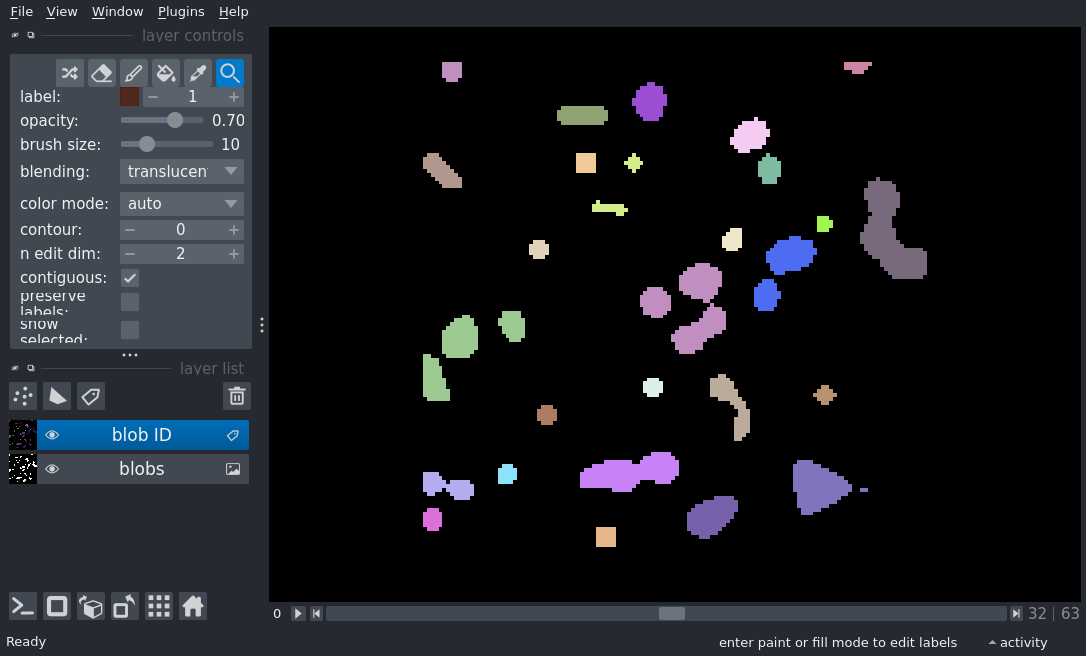 File View Window Plugins Help
layer controls
label: 1
opacity: 0.70
brush size: 10
blending: translucen
color mode: auto
contour: 0
n edit dim: 2
contiguous:
preserve
labels:
show
selected:
layer list
blob ID
blobs
0 32 | 63
Ready enter paint or fill mode to edit labels activity